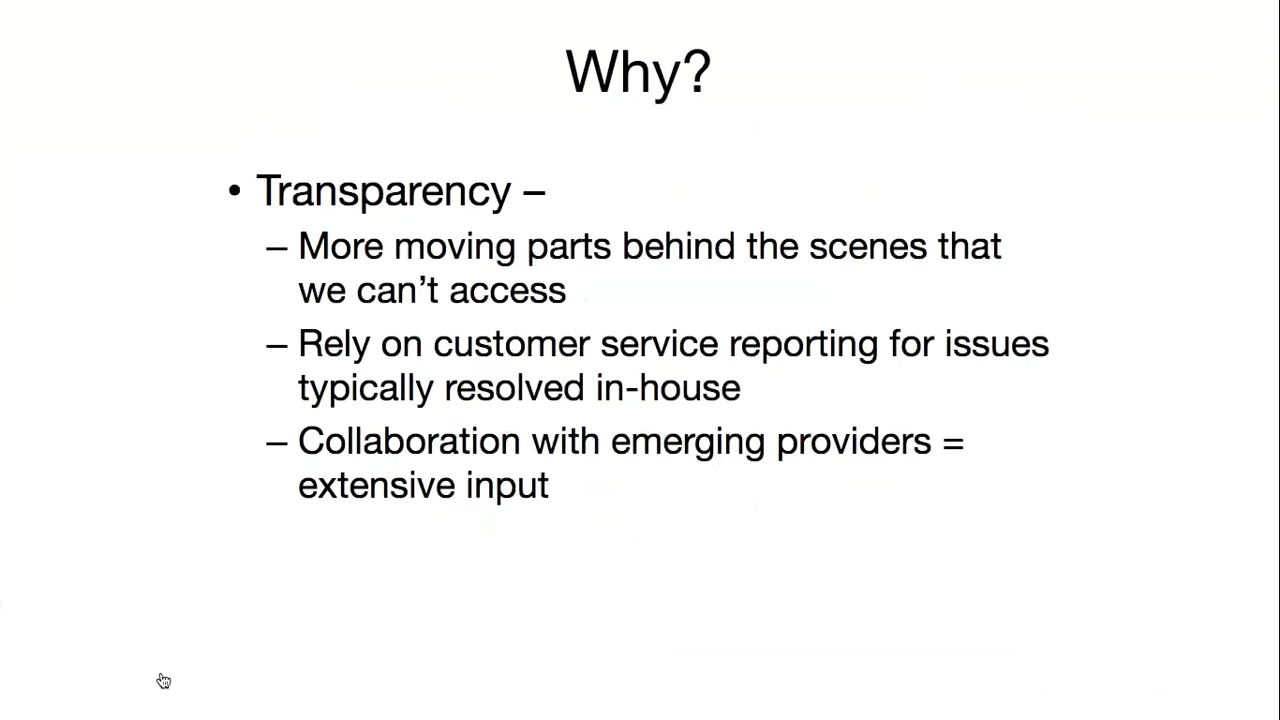 Why?
• Transparency –
– More moving parts behind the scenes that
we can’t access
– Rely on customer service reporting for issues
typically resolved in-house
– Collaboration with emerging providers =
extensive input